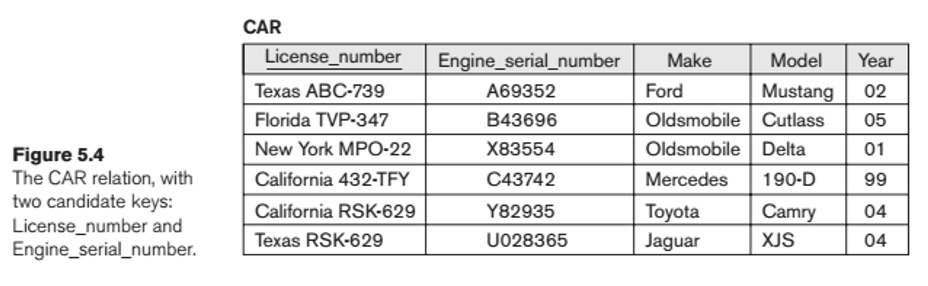 CAR
License_number Engine_serial_number Make Model Year
Texas ABC-739 A69352 Ford Mustang 02
Florida TVP-347 B43696 Oldsmobile Cutlass 05
New York MPO-22 X83554 Oldsmobile Delta 01
California 432-TFY C43742 Mercedes 190-D 99
California RSK-629 Y82935 Toyota Camry 04
Texas RSK-629 U028365 Jaguar XJS 04
Figure 5.4
The CAR relation, with
two candidate keys:
License_number and
Engine_serial_number.